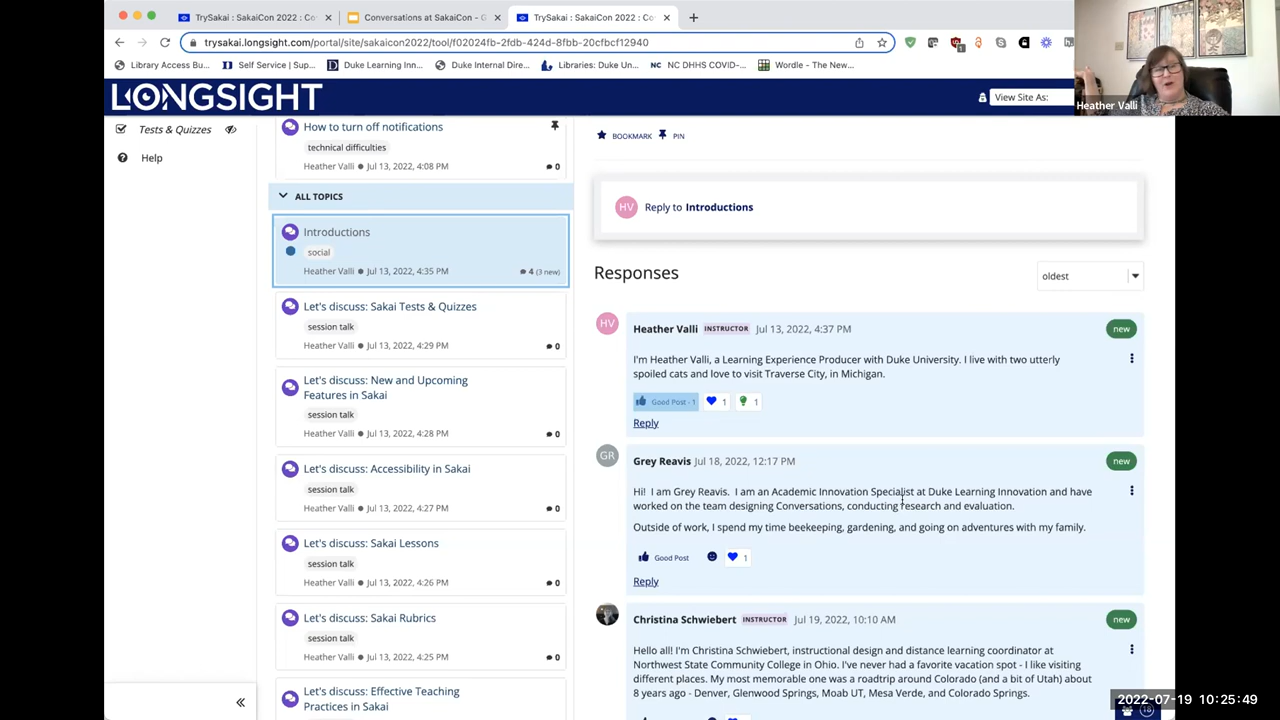 TrySakai : SakaiCon 2022 : Co
Conversations at SakaiCon - G
TrySakai : SakaiCon 2022 : Co
trysakai.longsight.com/portal/site/sakaicon2022/tool/f02024fb-2fdb-424d-8fbb-20cfbcf12940
Library Access Bu...
Self Service | Sup...
Duke Learning Inn...
Duke Internal Dire...
Libraries: Duke Un...
NC DHHS COVID-...
Wordle - The New...
LONGSIGHT
View Site As:
Heather Valli
Tests & Quizzes
Help
How to turn off notifications
technical difficulties
Heather Valli Jul 13, 2022, 4:08 PM 0
ALL TOPICS
Introductions
social
Heather Valli Jul 13, 2022, 4:35 PM 4 (3 new)
Let's discuss: Sakai Tests & Quizzes
session talk
Heather Valli Jul 13, 2022, 4:29 PM 0
Let's discuss: New and Upcoming
Features in Sakai
session talk
Heather Valli Jul 13, 2022, 4:28 PM 0
Let's discuss: Accessibility in Sakai
session talk
Heather Valli Jul 13, 2022, 4:27 PM 0
Let's discuss: Sakai Lessons
session talk
Heather Valli Jul 13, 2022, 4:26 PM 0
Let's discuss: Sakai Rubrics
session talk
Heather Valli Jul 13, 2022, 4:25 PM 0
Let's discuss: Effective Teaching
Practices in Sakai
BOOKMARK PIN
HV Reply to Introductions
Responses
oldest
HV Heather Valli INSTRUCTOR Jul 13, 2022, 4:37 PM new
I'm Heather Valli, a Learning Experience Producer with Duke University. I live with two utterly
spoiled cats and love to visit Traverse City, in Michigan.
Good Post - 1 1 1
Reply
GR Grey Reavis Jul 18, 2022, 12:17 PM new
Hi! I am Grey Reavis. I am an Academic Innovation Specialist at Duke Learning Innovation and have
worked on the team designing Conversations, conducting research and evaluation.
Outside of work, I spend my time beekeeping, gardening, and going on adventures with my family.
Good Post 1
Reply
Christina Schwiebert INSTRUCTOR Jul 19, 2022, 10:10 AM new
Hello all! I'm Christina Schwiebert, instructional design and distance learning coordinator at
Northwest State Community College in Ohio. I've never had a favorite vacation spot - I like visiting
different places. My most memorable one was a roadtrip around Colorado (and a bit of Utah) about
8 years ago - Denver, Glenwood Springs, Moab UT, Mesa Verde, and Colorado Springs.
2022-07-19 10:25:49